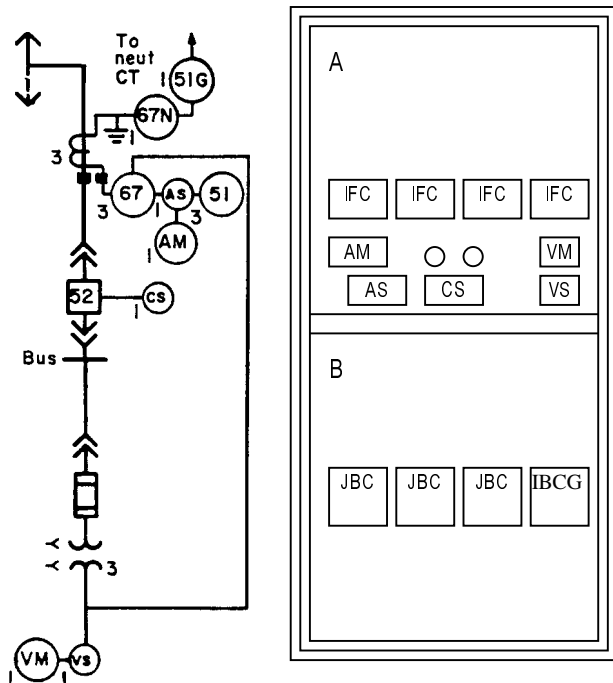 To
neut
CT
1 51G
67N
1
3
67
3
1
AS
3
51
1 AM
52
1
CS
Bus
3
VM
1
1
VS
A
IFC IFC IFC IFC
AM VM
AS CS VS
B
JBC JBC JBC IBCG